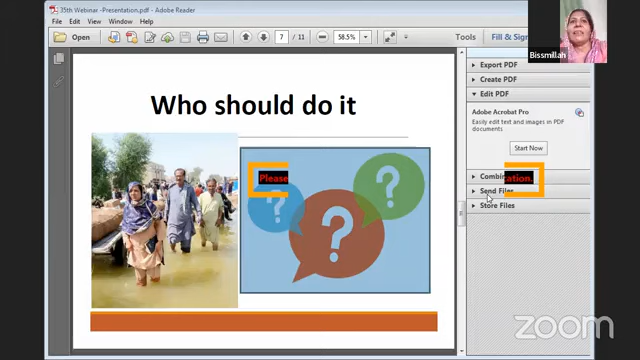 35th Webinar -Presentation.pdf - Adobe Reader
File Edit View Window Help
Open 7 / 11 58.5% Tools Fill & Sign
Bissmillah
Export PDF
Create PDF
Edit PDF
Adobe Acrobat Pro
Easily edit text and images in PDF
documents
Start Now
Combin
Send Files
Store Files
Who should do it
Please
cation.
? ? ?
zoom